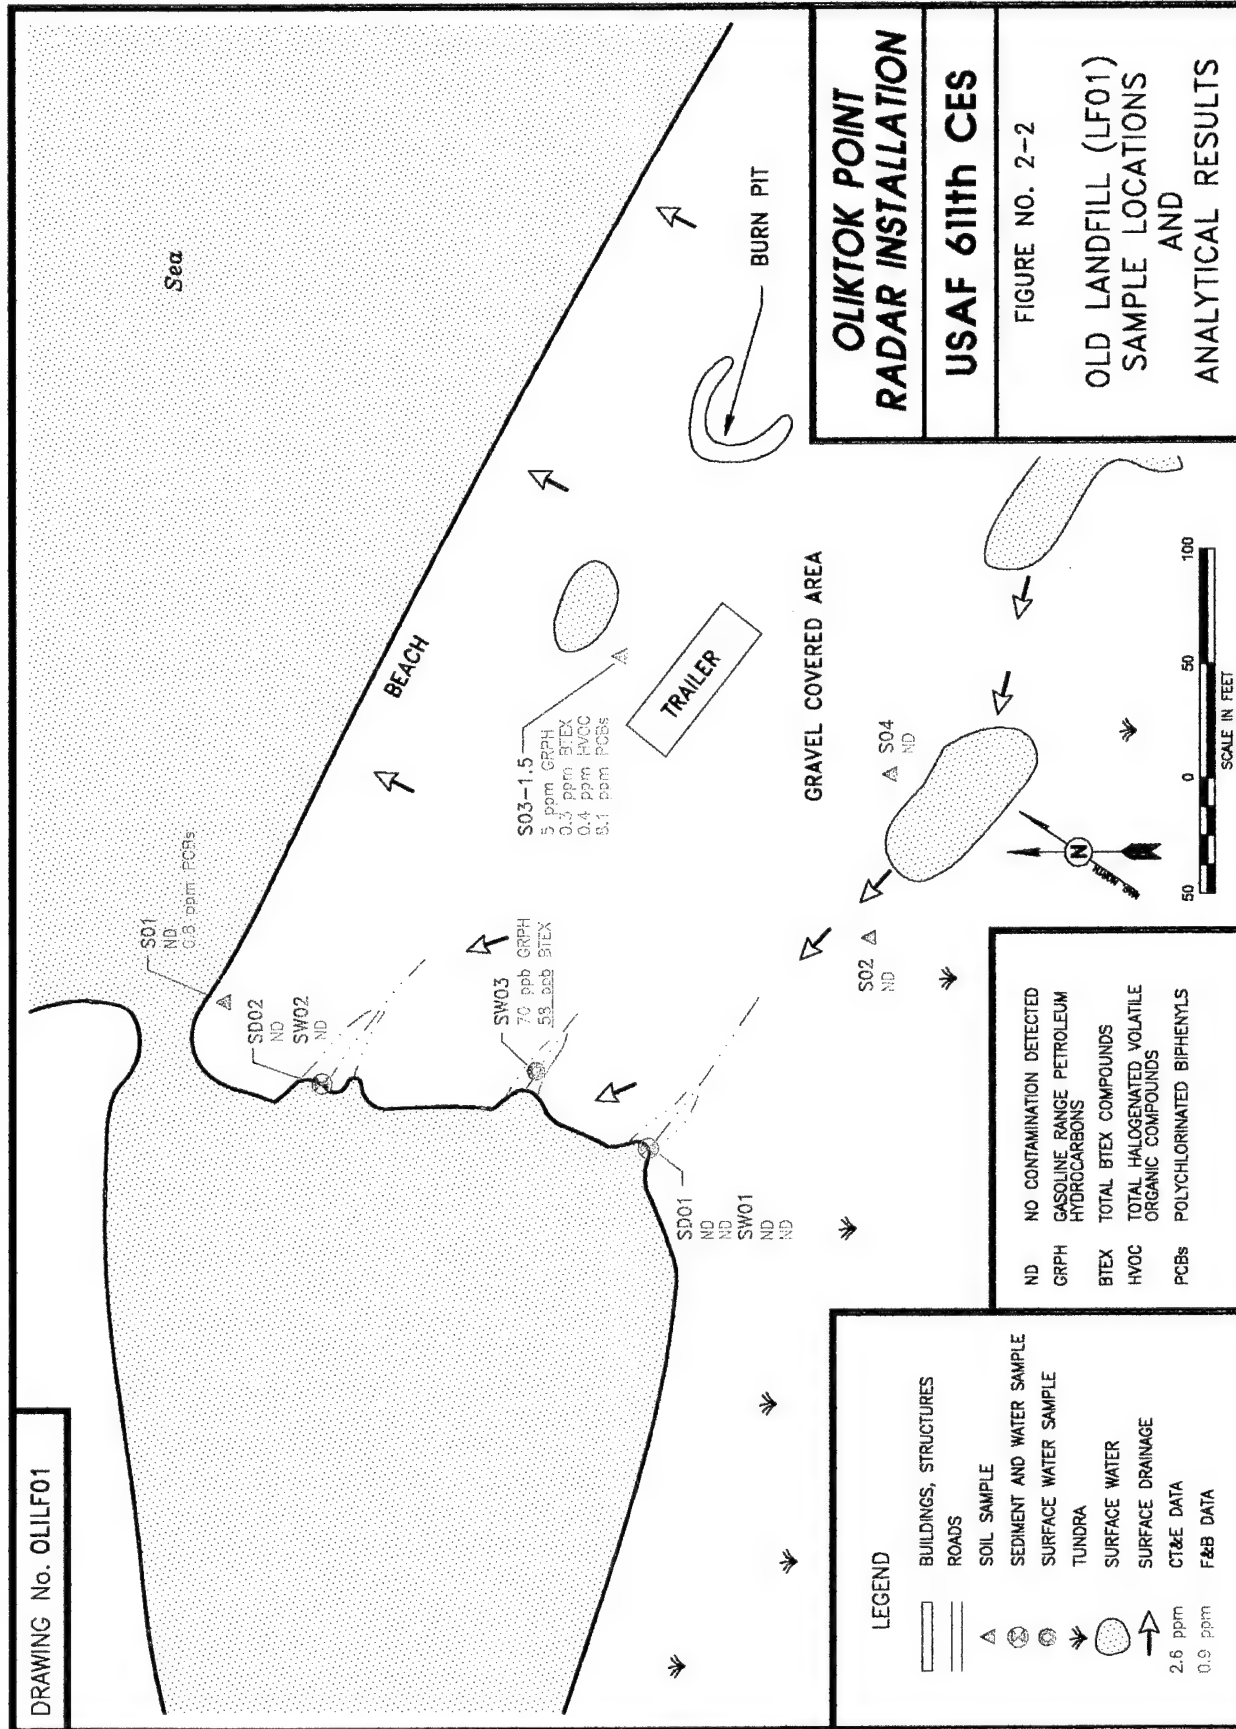 DRAWING No. OLILF01
Sea
S01
ND
0.8 ppm PCBs
SD02
ND
SW02
ND
BEACH
SW03
70 ppb GRPH
58 ppb BTEX
S03-1.5
5 ppm GRPH
0.3 ppm BTEX
0.4 ppm HVOC
ppm PCBs
TRAILER
BURN PIT
SD01
ND
ND
SW01
ND
ND
GRAVEL COVERED AREA
S02
ND
S04
ND
N
MAG. NORTH
50
0
50
100
SCALE IN FEET
LEGEND
BUILDINGS, STRUCTURES
ROADS
SOIL SAMPLE
SEDIMENT AND WATER SAMPLE
SURFACE WATER SAMPLE
TUNDRA
SURFACE WATER
SURFACE DRAINAGE
2.6 ppm CT&E DATA
0.9 ppm F&B DATA
ND NO CONTAMINATION DETECTED
GRPH GASOLINE RANGE PETROLEUM
HYDROCARBONS
BTEX TOTAL BTEX COMPOUNDS
HVOC TOTAL HALOGENATED VOLATILE
ORGANIC COMPOUNDS
PCBs POLYCHLORINATED BIPHENYLS
OLIKTOK POINT
RADAR INSTALLATION
USAF 611th CES
FIGURE NO. 2-2
OLD LANDFILL (LF01)
SAMPLE LOCATIONS
AND
ANALYTICAL RESULTS